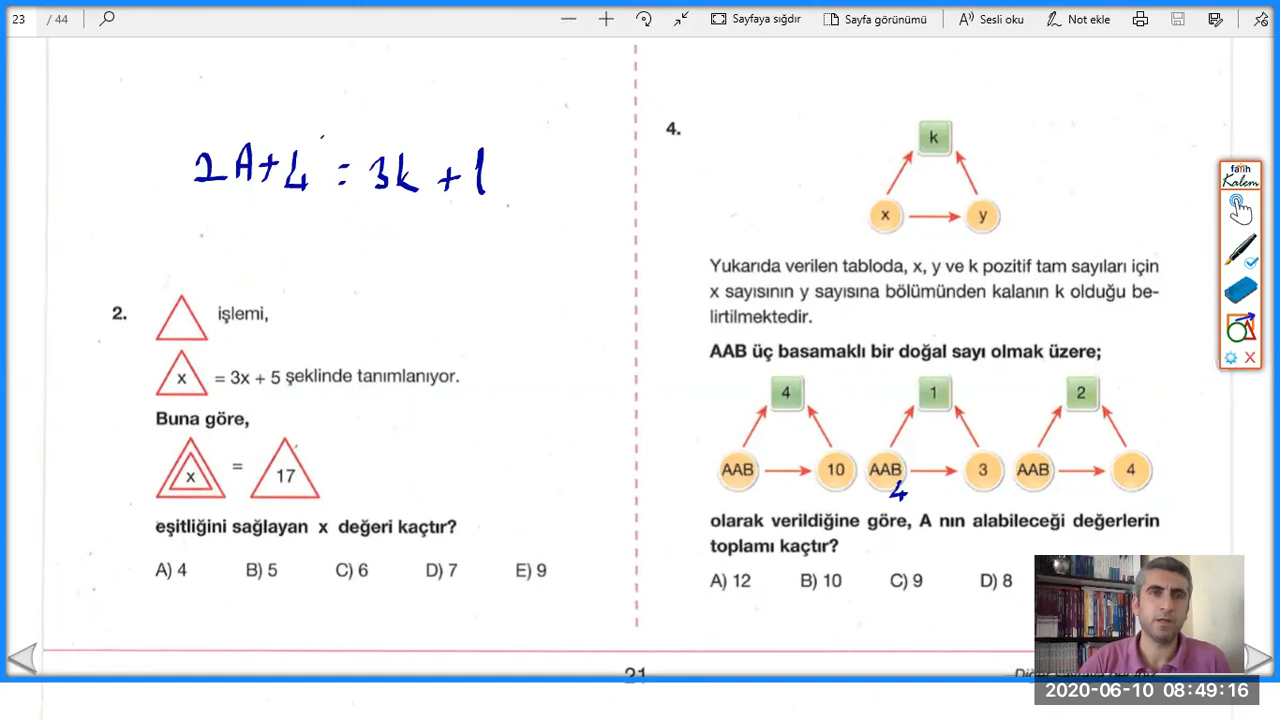 23 / 44
Sayfaya sığdır
Sayfa görünümü
Sesli oku
Not ekle
2A+4 = 3k + 1
2.
işlemi,
x = 3x + 5 şeklinde tanımlanıyor.
Buna göre,
x = 17
eşitliğini sağlayan x değeri kaçtır?
A) 4 B) 5 C) 6 D) 7 E) 9
4.
k
x y
Yukarıda verilen tabloda, x, y ve k pozitif tam sayıları için
x sayısının y sayısına bölümünden kalanın k olduğu be-
lirtilmektedir.
AAB üç basamaklı bir doğal sayı olmak üzere;
4 1 2
AAB 10 AAB 3 AAB 4
4
olarak verildiğine göre, A nın alabileceği değerlerin
toplamı kaçtır?
A) 12 B) 10 C) 9 D) 8
21
fatih
Kalem
2020-06-10 08:49:16